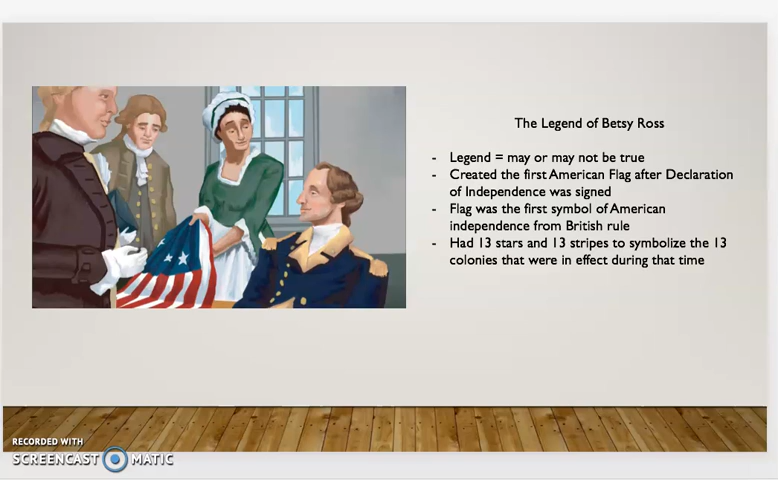 The Legend of Betsy Ross
- Legend = may or may not be true
- Created the first American Flag after Declaration
of Independence was signed
- Flag was the first symbol of American
independence from British rule
- Had 13 stars and 13 stripes to symbolize the 13
colonies that were in effect during that time
RECORDED WITH
SCREENCAST MATIC